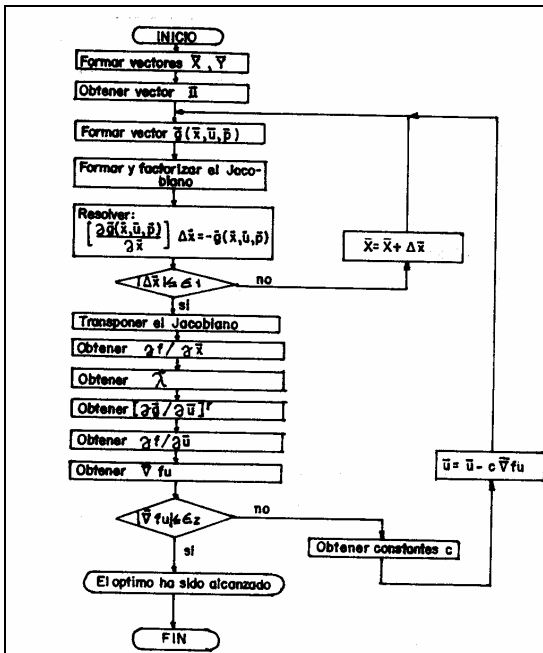 INICIO
Formar vectores X̄ , Ȳ
Obtener vector ū
Formar vector ḡ(x̄,ū,p̄)
Formar y factorizar el Jaco-
biano
Resolver:
[∂ḡ(x̄,ū,p̄)/∂x̄] Δx̄=-ḡ(x̄,ū,p̄)
X̄=X̄+ Δx̄
|Δx̄|≤ ϵ1
no
si
Transponer el Jacobiano
Obtener ∂f/∂x̄
Obtener λ̄
Obtener [∂ḡ/∂ū]ᵀ
Obtener ∂f/∂ū
Obtener ∇̄fu
ū= ū-c∇̄fu
|∇̄fu|≤ϵ2
no
Obtener constantes c
si
El optimo ha sido alcanzado
FIN